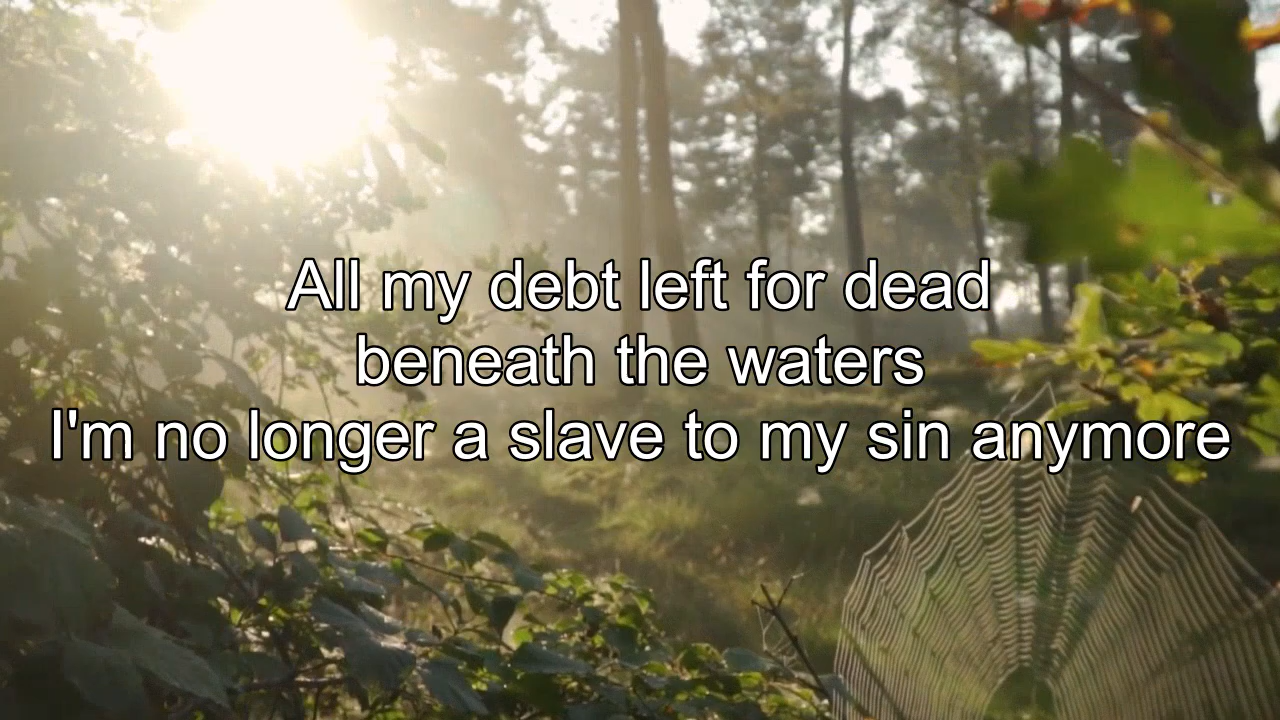 All my debt left for dead
beneath the waters
I'm no longer a slave to my sin anymore